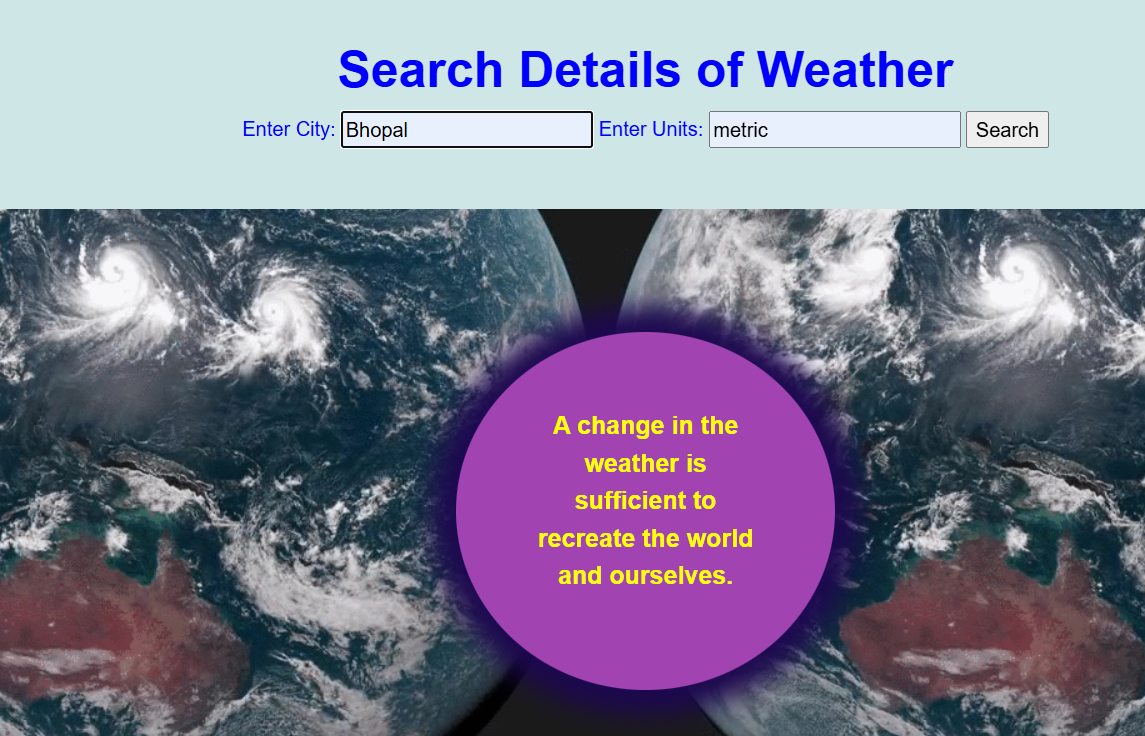 Search Details of Weather
Enter City: Bhopal Enter Units: metric Search
A change in the
weather is
sufficient to
recreate the world
and ourselves.